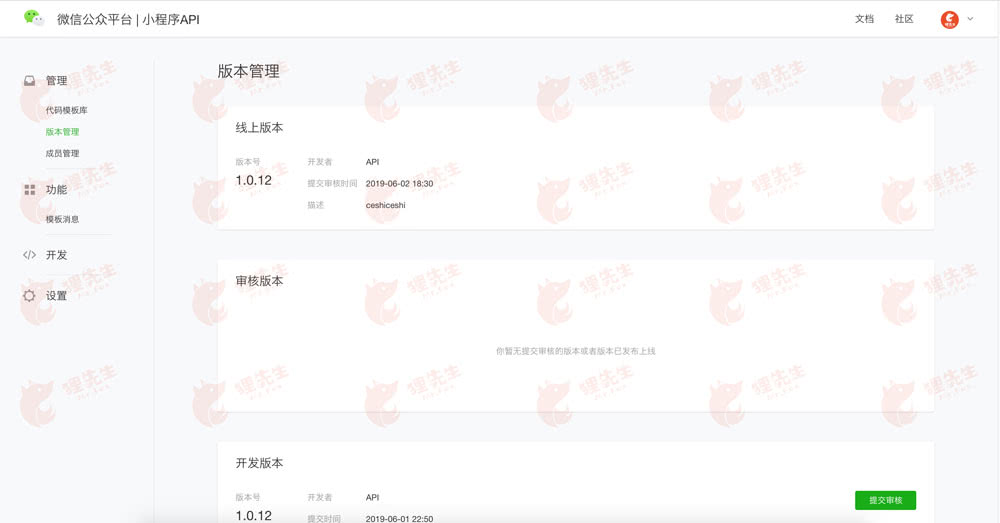 微信公众平台 | 小程序API
文档
社区
管理
代码模板库
版本管理
成员管理
功能
模板消息
开发
设置
版本管理
线上版本
版本号
1.0.12
开发者
API
提交审核时间
2019-06-02 18:30
描述
ceshiceshi
审核版本
你暂无提交审核的版本或者版本已发布上线
开发版本
版本号
1.0.12
开发者
API
提交时间
2019-06-01 22:50
提交审核
狸先生
Mr.Fox